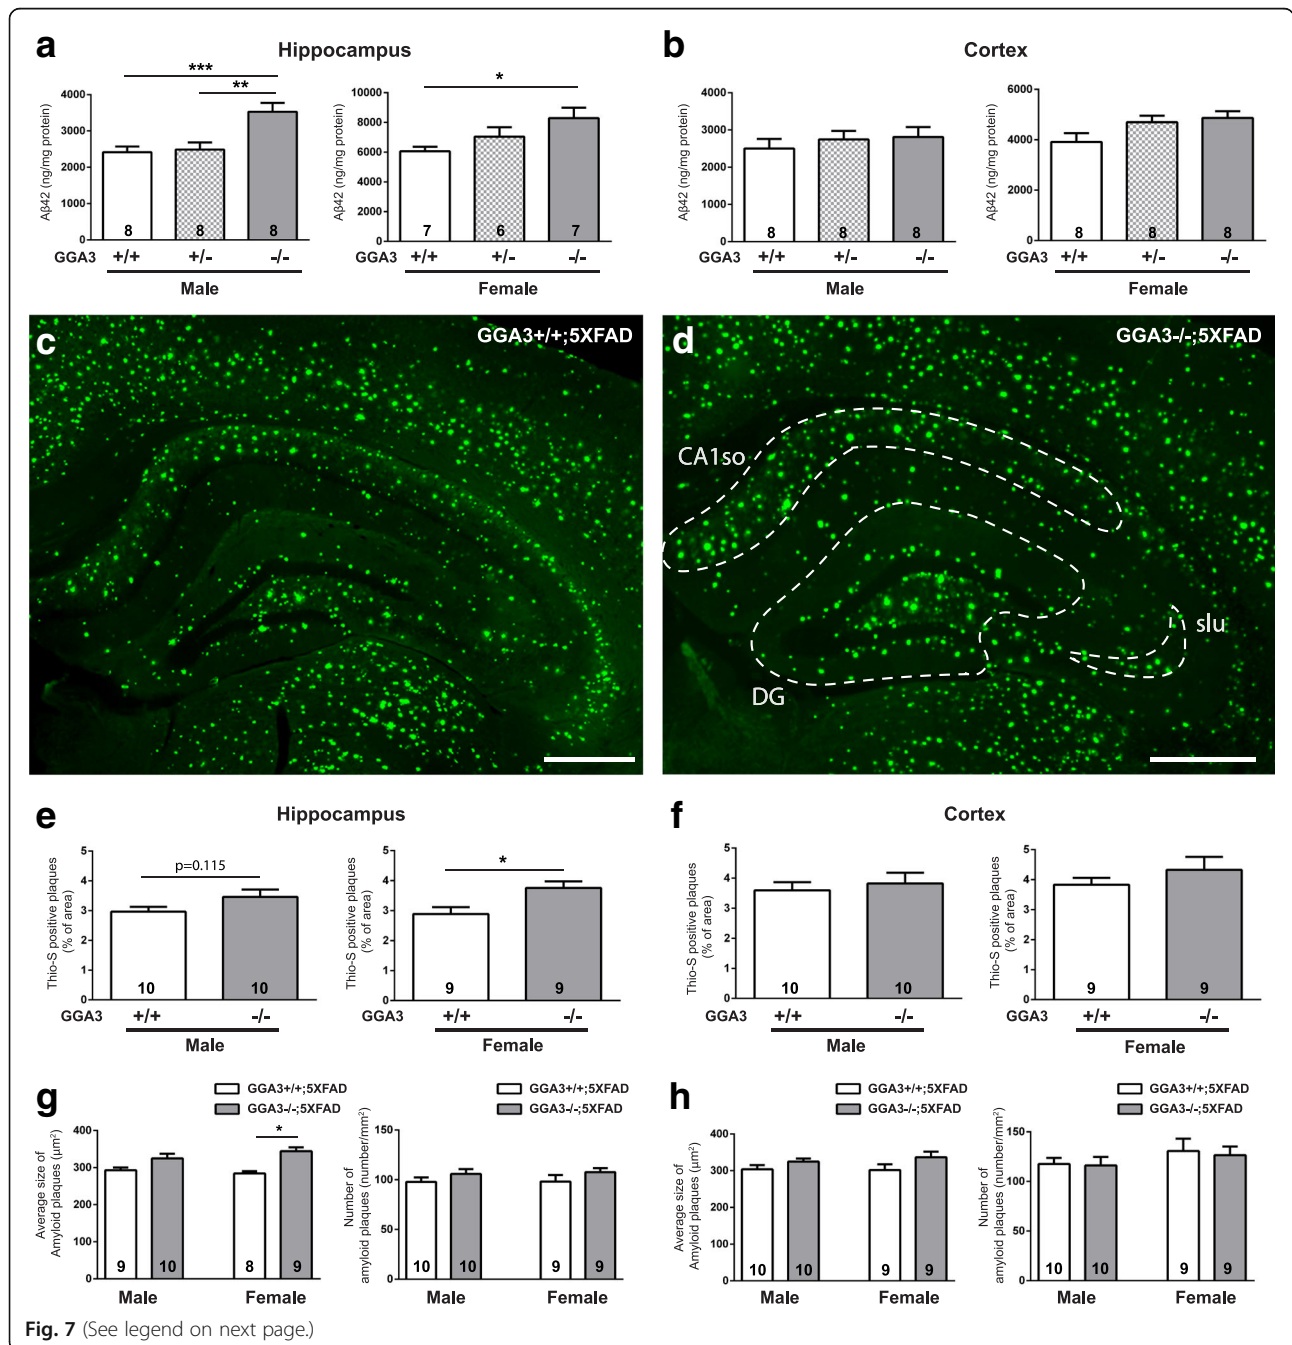 a
Hippocampus
***
**
Aβ42 (ng/mg protein)
4000
3000
2000
1000
0
8
8
8
GGA3
+/+
+/-
-/-
Male
*
Aβ42 (ng/mg protein)
10000
8000
6000
4000
2000
0
7
6
7
+/+
+/-
-/-
Female
b
Cortex
Aβ42 (ng/mg protein)
4000
3000
2000
1000
0
8
8
8
GGA3
+/+
+/-
-/-
Male
Aβ42 (ng/mg protein)
6000
4000
2000
0
8
8
8
+/+
+/-
-/-
Female
c
GGA3+/+;5XFAD
d
GGA3-/-;5XFAD
CA1so
slu
DG
e
Hippocampus
p=0.115
Thio-S positive plaques
(% of area)
5
4
3
2
1
0
10
10
GGA3
+/+
-/-
Male
*
Thio-S positive plaques
(% of area)
5
4
3
2
1
0
9
9
+/+
-/-
Female
f
Cortex
Thio-S positive plaques
(% of area)
5
4
3
2
1
0
10
10
GGA3
+/+
-/-
Male
Thio-S positive plaques
(% of area)
5
4
3
2
1
0
9
9
+/+
-/-
Female
g
GGA3+/+;5XFAD
GGA3-/-;5XFAD
*
Average size of
Amyloid plaques (µm²)
400
300
200
100
0
9
10
8
9
Male
Female
GGA3+/+;5XFAD
GGA3-/-;5XFAD
Number of
amyloid plaques (number/mm²)
150
100
50
0
10
10
9
9
Male
Female
h
GGA3+/+;5XFAD
GGA3-/-;5XFAD
Average size of
Amyloid plaques (µm²)
400
300
200
100
0
10
10
9
9
Male
Female
GGA3+/+;5XFAD
GGA3-/-;5XFAD
Number of
amyloid plaques (number/mm²)
150
100
50
0
10
10
9
9
Male
Female
Fig. 7 (See legend on next page.)